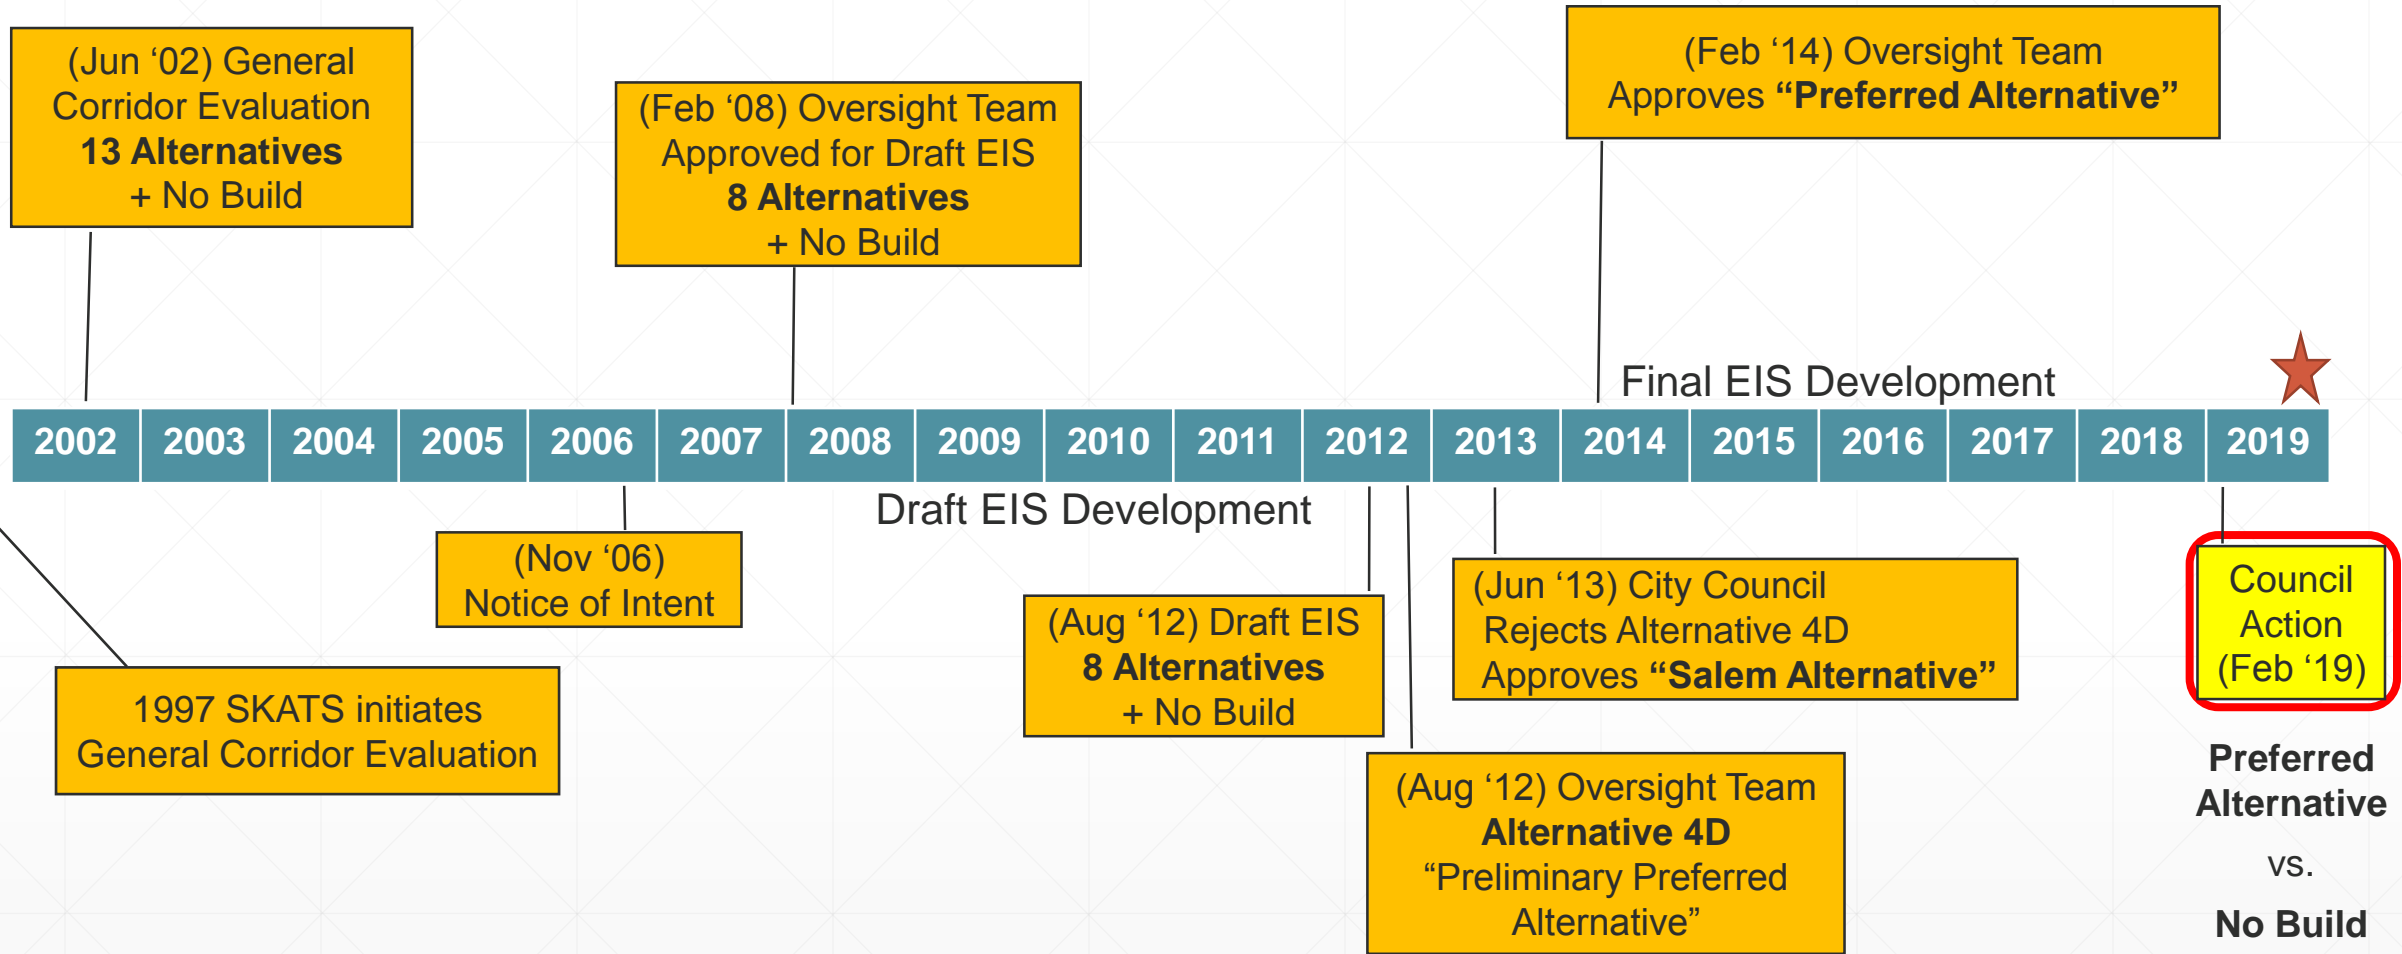 (Jun ‘02) General
Corridor Evaluation
13 Alternatives
+ No Build
(Feb ‘08) Oversight Team
Approved for Draft EIS
8 Alternatives
+ No Build
(Feb ‘14) Oversight Team
Approves “Preferred Alternative”
Final EIS Development
2002 2003 2004 2005 2006 2007 2008 2009 2010 2011 2012 2013 2014 2015 2016 2017 2018 2019
Draft EIS Development
1997 SKATS initiates
General Corridor Evaluation
(Nov ‘06)
Notice of Intent
(Aug ‘12) Draft EIS
8 Alternatives
+ No Build
(Aug ‘12) Oversight Team
Alternative 4D
“Preliminary Preferred
Alternative”
(Jun ‘13) City Council
Rejects Alternative 4D
Approves “Salem Alternative”
Council
Action
(Feb ‘19)
Preferred
Alternative
vs.
No Build